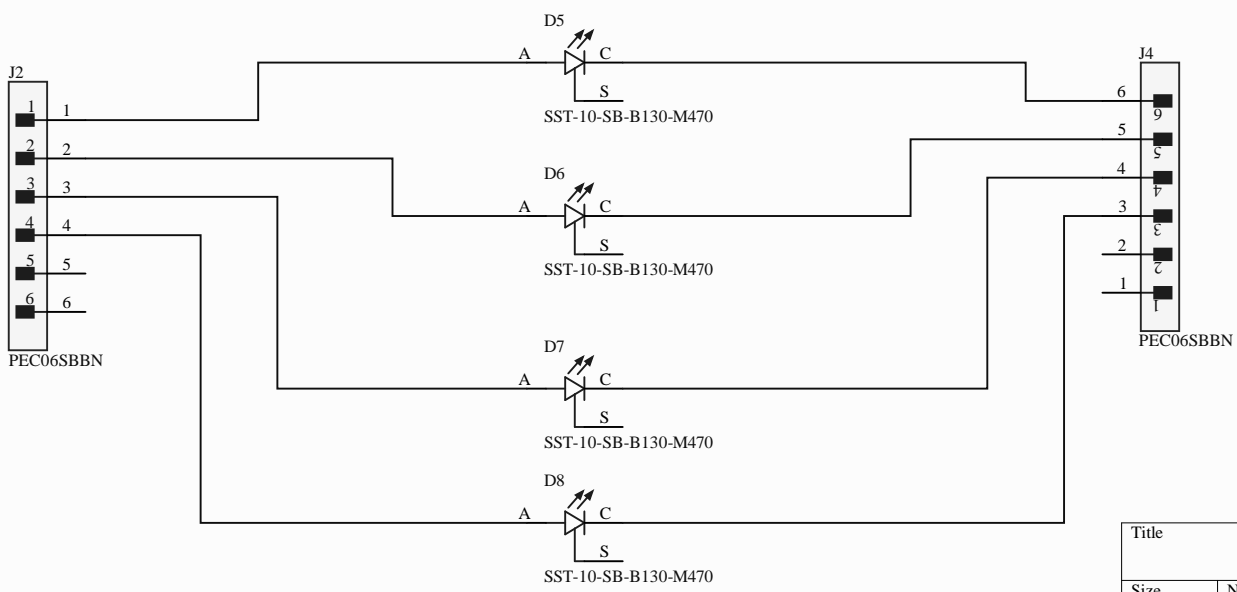 D5
A
C
S
SST-10-SB-B130-M470
J2
1
1
2
2
3
3
4
4
5
5
6
6
PEC06SBBN
D6
A
C
S
SST-10-SB-B130-M470
D7
A
C
S
SST-10-SB-B130-M470
D8
A
C
S
SST-10-SB-B130-M470
J4
6
6
5
5
4
4
3
3
2
2
1
1
PEC06SBBN
Title
Size